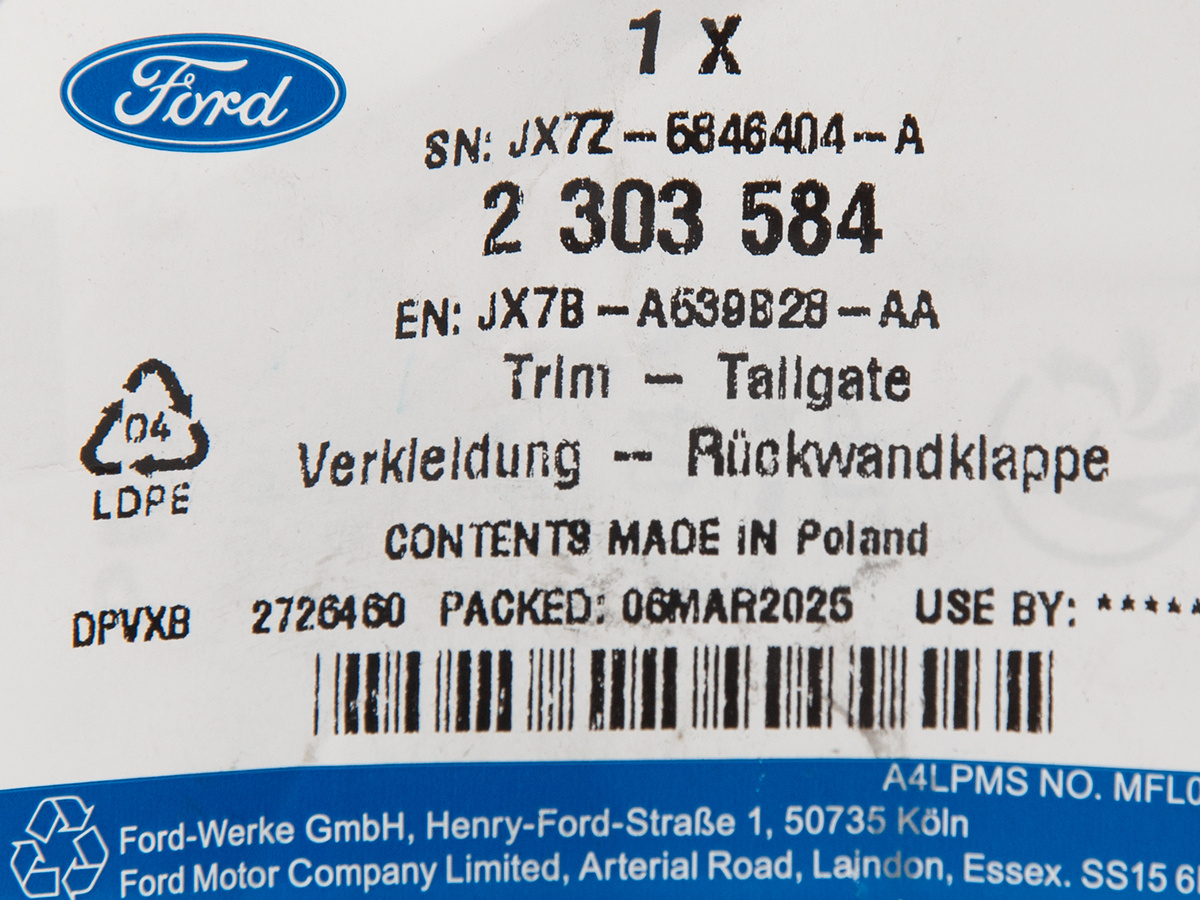 Ford
1 X
SN: JX7Z-5846404-A
2 303 584
EN: JX7B-A639B28-AA
Trim - Tailgate
04
LDPE
Verkleidung - Rückwandklappe
CONTENTS MADE IN Poland
DPVXB 2726460 PACKED: 06MAR2025 USE BY: *****
A4LPMS NO. MFL0
Ford-Werke GmbH, Henry-Ford-Straße 1, 50735 Köln
Ford Motor Company Limited, Arterial Road, Laindon, Essex. SS15 6